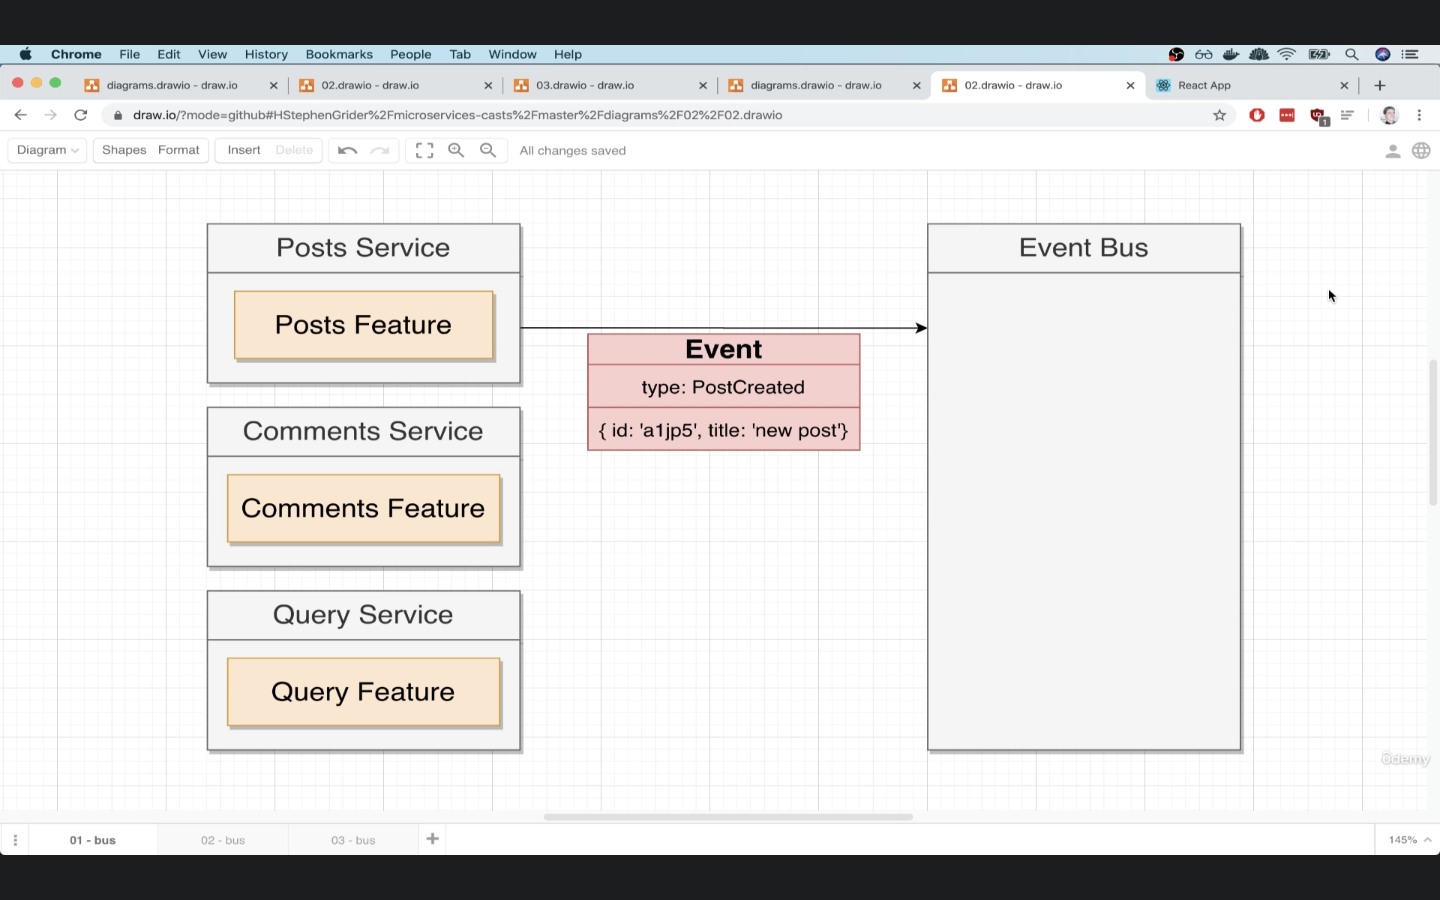 Chrome File Edit View History Bookmarks People Tab Window Help
diagrams.drawio - draw.io
02.drawio - draw.io
03.drawio - draw.io
diagrams.drawio - draw.io
02.drawio - draw.io
React App
draw.io/?mode=github#HStephenGrider%2Fmicroservices-casts%2Fmaster%2Fdiagrams%2F02%2F02.drawio
1
Diagram Shapes Format Insert Delete All changes saved
Posts Service
Posts Feature
Comments Service
Comments Feature
Query Service
Query Feature
Event
type: PostCreated
{ id: 'a1jp5', title: 'new post'}
Event Bus
ûdemy
01 - bus
02 - bus
03 - bus
145%